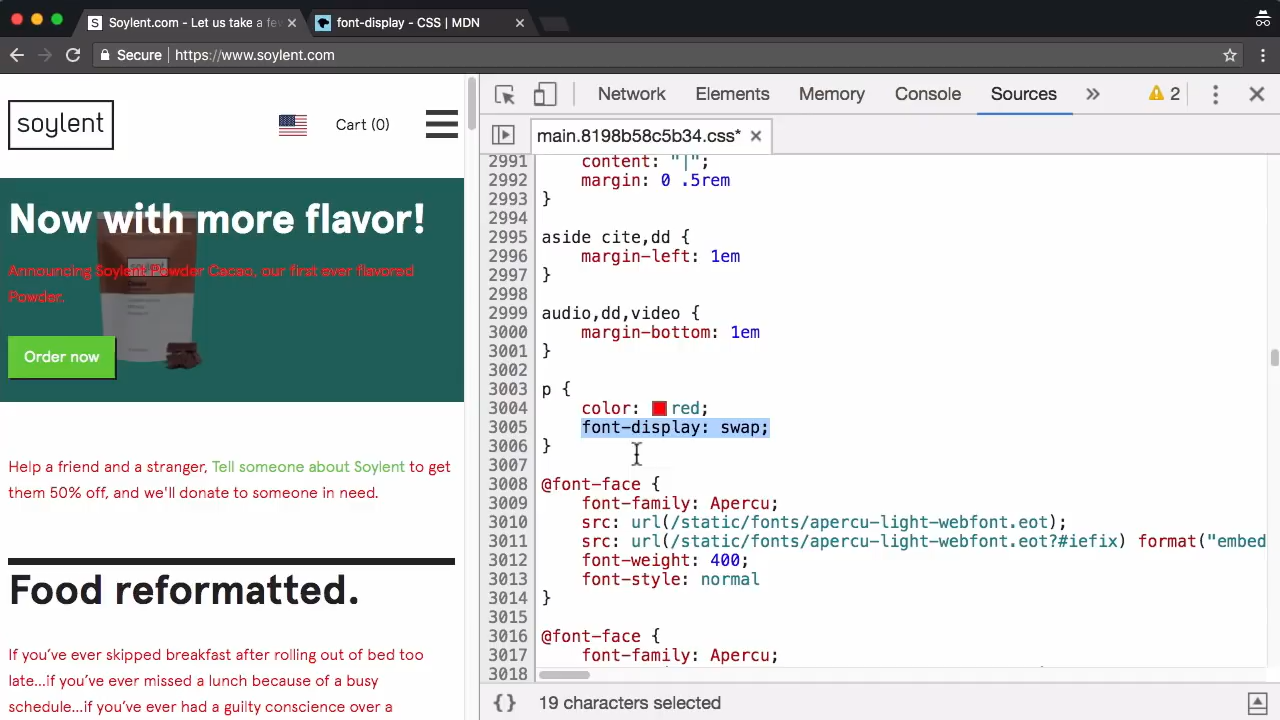 Soylent.com - Let us take a few
font-display - CSS | MDN
Secure
https://www.soylent.com
soylent
Cart (0)
Now with more flavor!
Announcing Soylent Powder Cacao, our first ever flavored
Powder.
Order now
Help a friend and a stranger, Tell someone about Soylent to get
them 50% off, and we'll donate to someone in need.
Food reformatted.
If you’ve ever skipped breakfast after rolling out of bed too
late...if you’ve ever missed a lunch because of a busy
schedule...if you’ve ever had a guilty conscience over a
Network Elements Memory Console Sources » 2
main.8198b58c5b34.css*
2991 content: "|";
2992 margin: 0 .5rem
2993 }
2994
2995 aside cite,dd {
2996 margin-left: 1em
2997 }
2998
2999 audio,dd,video {
3000 margin-bottom: 1em
3001 }
3002
3003 p {
3004 color: red;
3005 font-display: swap;
3006 }
3007
3008 @font-face {
3009 font-family: Apercu;
3010 src: url(/static/fonts/apercu-light-webfont.eot);
3011 src: url(/static/fonts/apercu-light-webfont.eot?#iefix) format("embed
3012 font-weight: 400;
3013 font-style: normal
3014 }
3015
3016 @font-face {
3017 font-family: Apercu;
3018
{} 19 characters selected